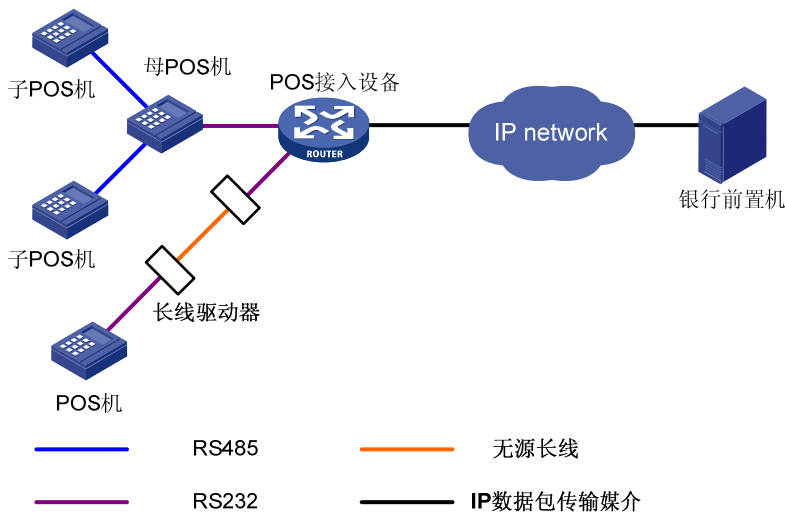 子POS机
母POS机
POS接入设备
ROUTER
IP network
银行前置机
子POS机
长线驱动器
POS机
RS485
无源长线
RS232
IP数据包传输媒介